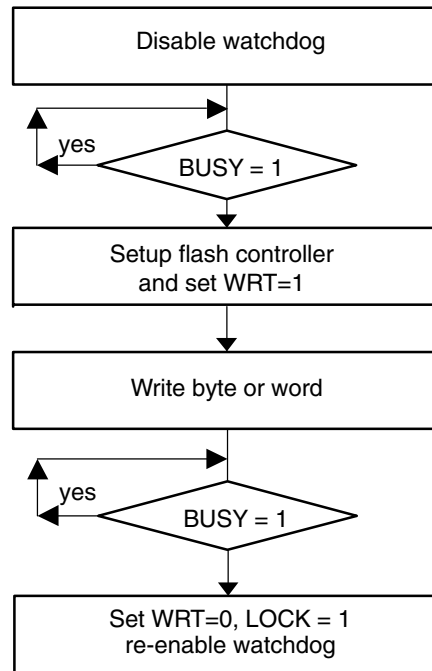 Disable watchdog
yes
BUSY = 1
Setup flash controller
and set WRT=1
Write byte or word
yes
BUSY = 1
Set WRT=0, LOCK = 1
re-enable watchdog